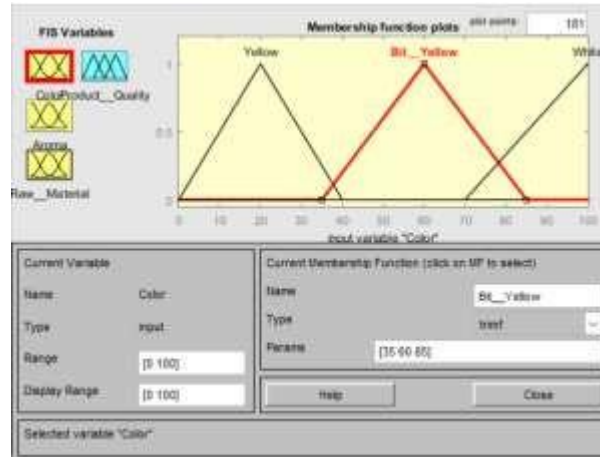 FIS Variables
Membership function plots
plot points:
181
Color
Product__Quality
Aroma
Raw__Material
Yellow
Bit__Yellow
White
1
0.5
0
0 10 20 30 40 50 60 70 80 90 100
input variable "Color"
Current Variable
Name Color
Type input
Range [0 100]
Display Range [0 100]
Current Membership Function (click on MF to select)
Name Bit__Yellow
Type trimf
Params [35 60 85]
Help Close
Selected variable "Color"